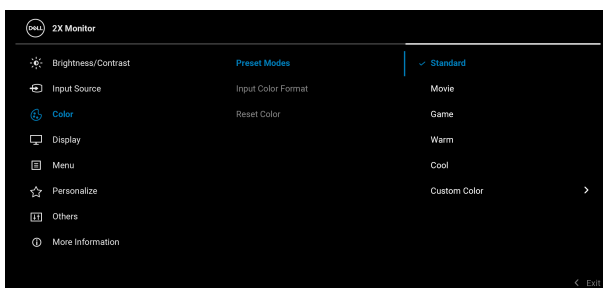 DELL 2X Monitor
Brightness/Contrast Preset Modes Standard
Input Source Input Color Format Movie
Color Reset Color Game
Display Warm
Menu Cool
Personalize Custom Color
Others
More Information
Exit